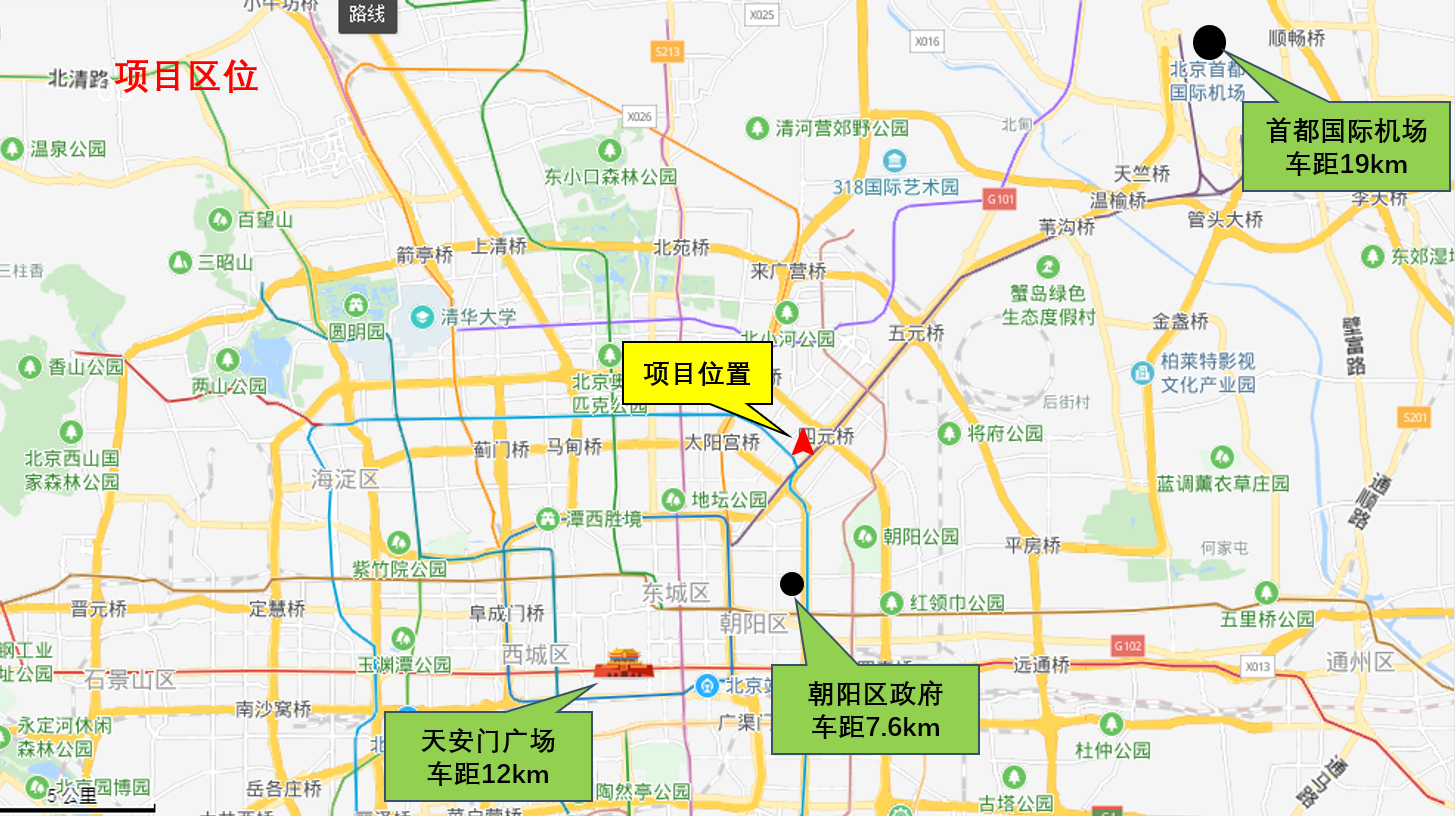 小牛坊桥
路线
X025
S213
X016
顺畅桥
北清路
项目区位
北京首都
国际机场
X026
清河营郊野公园
北甸
首都国际机场
车距19km
温泉公园
东小口森林公园
318国际艺术园
天竺桥
G101
温榆桥
李天桥
百望山
苇沟桥
管头大桥
箭亭桥
上清桥
北苑桥
三昭山
三柱香
来广营桥
东郊湿地
蟹岛绿色
生态度假村
圆明园
清华大学
北小河公园
五元桥
金盏桥
壁富路
香山公园
两山公园
项目位置
柏莱特影视
文化产业园
匹克公园
后街村
S201
蓟门桥
马甸桥
太阳宫桥
四元桥
将府公园
北京西山国
家森林公园
海淀区
地坛公园
蓝调薰衣草庄园
通顺路
潭西胜境
朝阳公园
平房桥
何家屯
紫竹院公园
东城区
晋元桥
定慧桥
阜成门桥
朝阳区
红领巾公园
五里桥公园
玉渊潭公园
西城区
G102
远通桥
X013
通州区
石景山区
朝阳区政府
车距7.6km
南沙窝桥
天安门广场
车距12km
永定河休闲
森林公园
杜仲公园
岳各庄桥
北京园博园
5公里
陶然亭公园
古塔公园
通马路